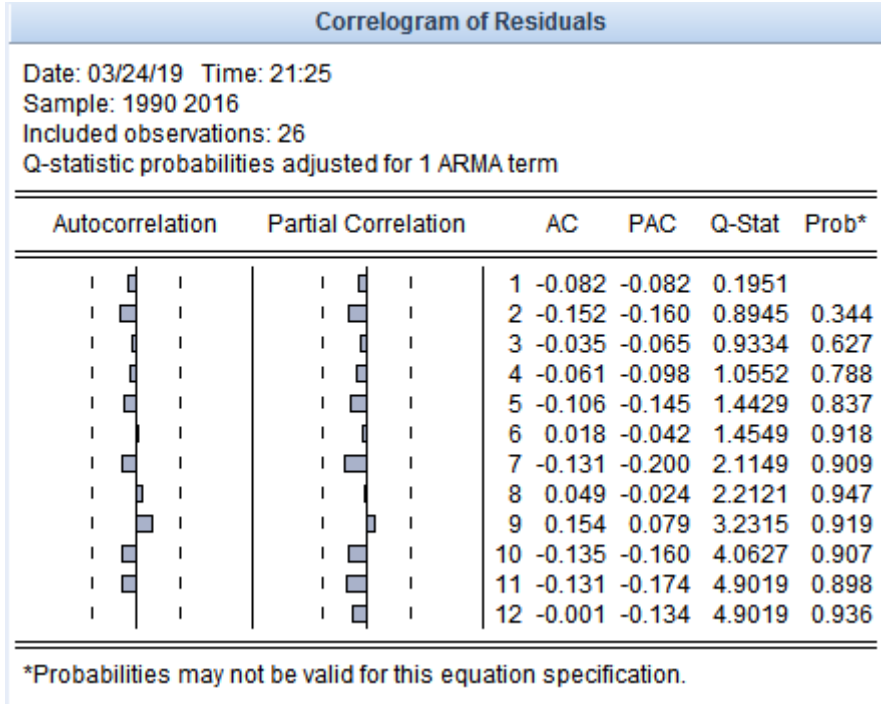 Correlogram of Residuals
Date: 03/24/19 Time: 21:25
Sample: 1990 2016
Included observations: 26
Q-statistic probabilities adjusted for 1 ARMA term
Autocorrelation Partial Correlation AC PAC Q-Stat Prob*
1 -0.082 -0.082 0.1951
2 -0.152 -0.160 0.8945 0.344
3 -0.035 -0.065 0.9334 0.627
4 -0.061 -0.098 1.0552 0.788
5 -0.106 -0.145 1.4429 0.837
6 0.018 -0.042 1.4549 0.918
7 -0.131 -0.200 2.1149 0.909
8 0.049 -0.024 2.2121 0.947
9 0.154 0.079 3.2315 0.919
10 -0.135 -0.160 4.0627 0.907
11 -0.131 -0.174 4.9019 0.898
12 -0.001 -0.134 4.9019 0.936
*Probabilities may not be valid for this equation specification.